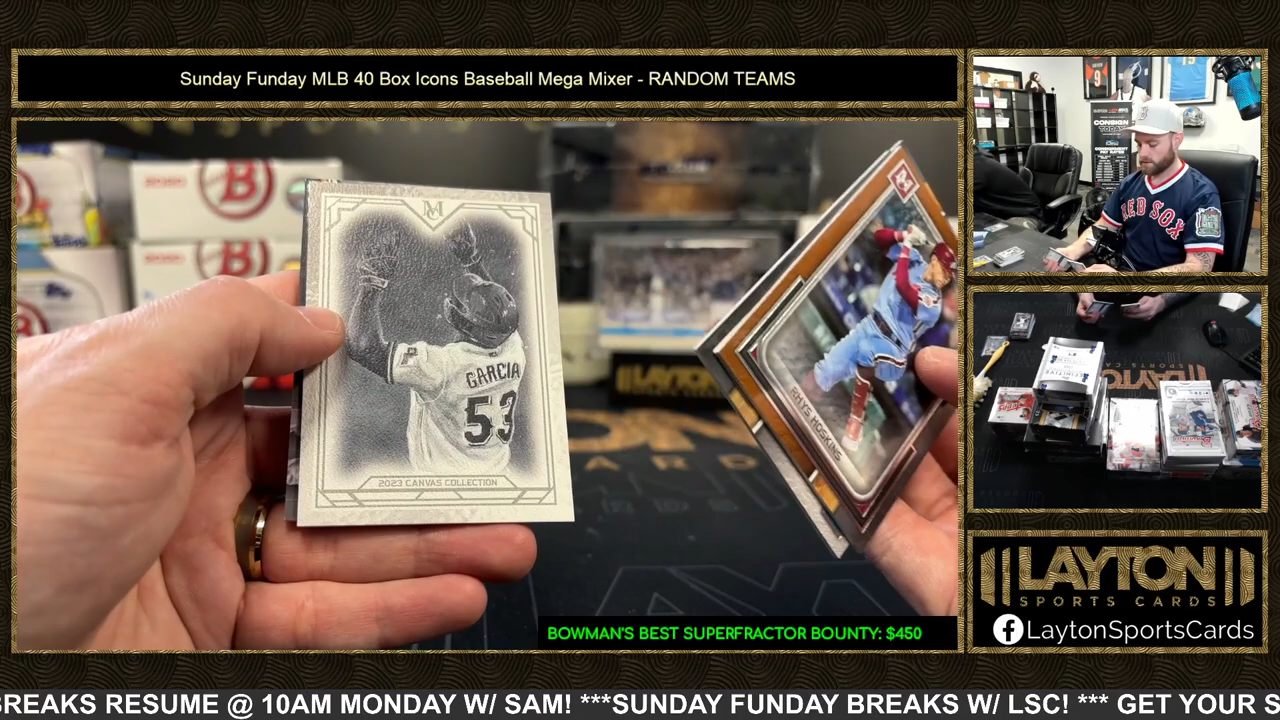 Sunday Funday MLB 40 Box Icons Baseball Mega Mixer - RANDOM TEAMS
GARCIA
53
2023 CANVAS COLLECTION
RHYS HOSKINS
CONSIGN
TODAY
RED SOX
BOWMAN'S BEST SUPERFRACTOR BOUNTY: $450
LAYTON
SPORTS CARDS
LaytonSportsCards
BREAKS RESUME @ 10AM MONDAY W/ SAM! ***SUNDAY FUNDAY BREAKS W/ LSC! *** GET YOUR S